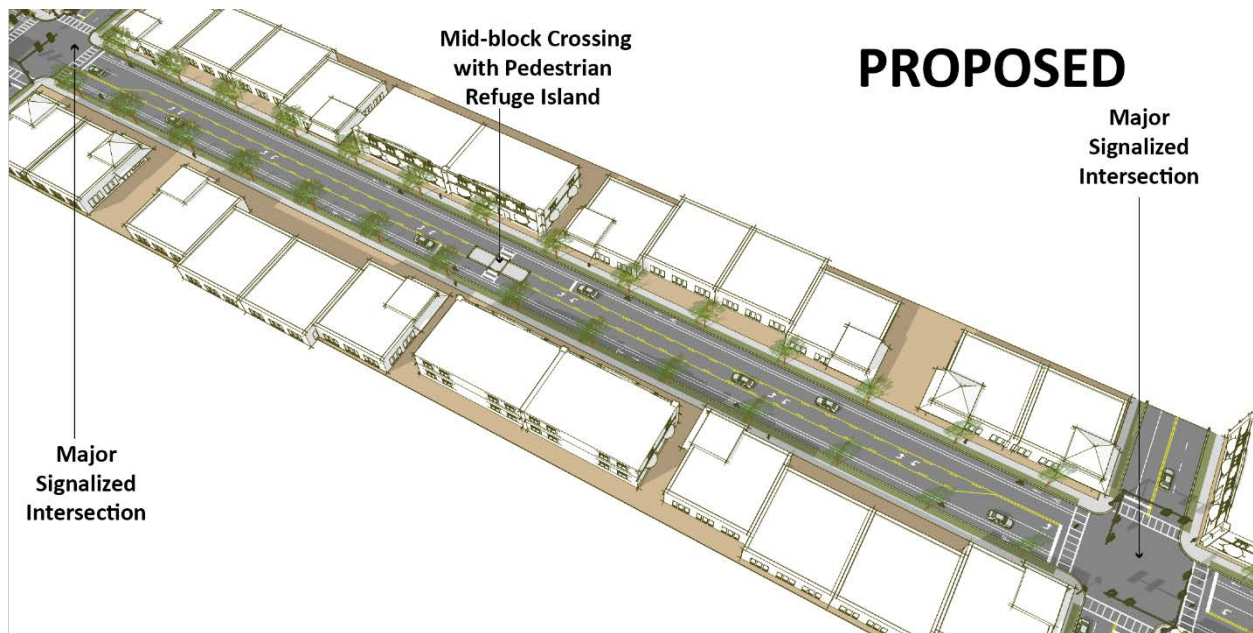 Mid-block Crossing
with Pedestrian
Refuge Island
PROPOSED
Major
Signalized
Intersection
Major
Signalized
Intersection